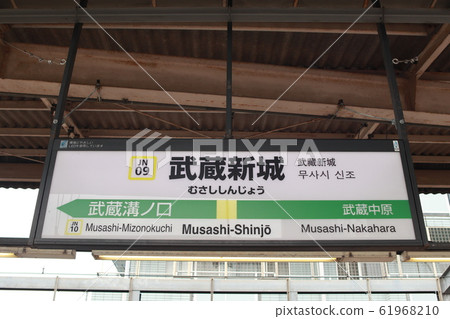 JN
09
武蔵新城
むさししんじょう
武蔵新城
무사시 신조
武蔵溝ノ口
武蔵中原
JN
10
Musashi-Mizonokuchi
Musashi-Shinjō
Musashi-Nakahara
PIXTA
copyright
61968210